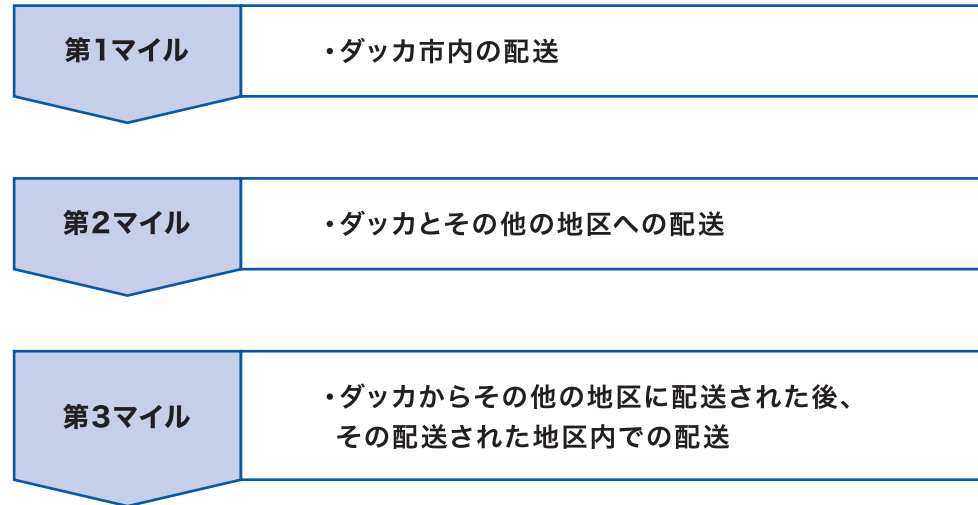 第1マイル
・ダッカ市内の配送
第2マイル
・ダッカとその他の地区への配送
第3マイル
・ダッカからその他の地区に配送された後、
その配送された地区内での配送